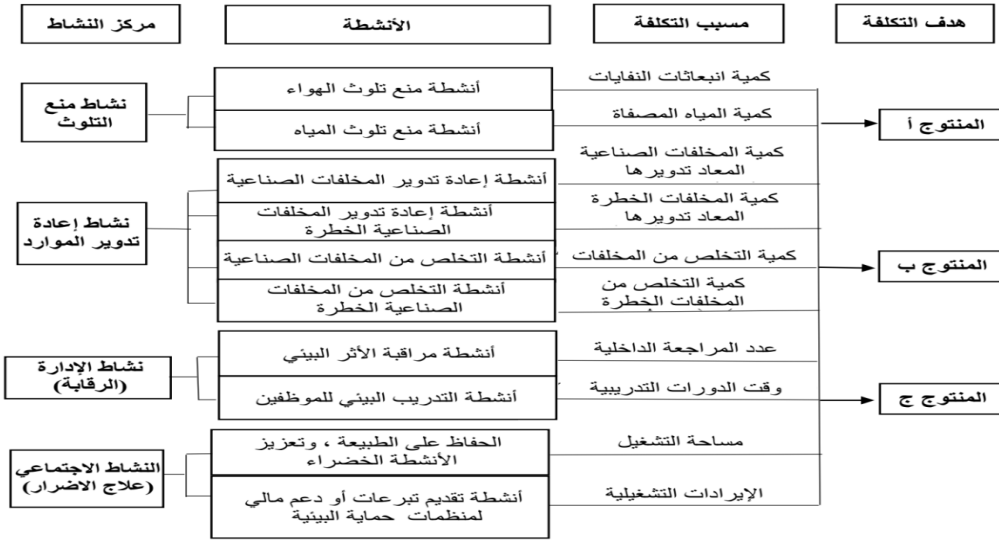 مركز النشاط
الأنشطة
مسبب التكلفة
هدف التكلفة
نشاط منع
التلوث
أنشطة منع تلوث الهواء
كمية انبعاثات النفايات
أنشطة منع تلوث المياه
كمية المياه المصفاة
المنتوج أ
نشاط إعادة
تدوير الموارد
أنشطة إعادة تدوير المخلفات الصناعية
كمية المخلفات الصناعية
المعاد تدويرها
أنشطة إعادة تدوير المخلفات
الصناعية الخطرة
كمية المخلفات الخطرة
المعاد تدويرها
أنشطة التخلص من المخلفات الصناعية
كمية التخلص من المخلفات
المنتوج ب
أنشطة التخلص من المخلفات
الصناعية الخطرة
كمية التخلص من
المخلفات الخطرة
نشاط الإدارة
(الرقابة)
أنشطة مراقبة الأثر البيئي
عدد المراجعة الداخلية
أنشطة التدريب البيئي للموظفين
وقت الدورات التدريبية
المنتوج ج
النشاط الاجتماعي
(علاج الاضرار)
الحفاظ على الطبيعة ، وتعزيز
الأنشطة الخضراء
مساحة التشغيل
أنشطة تقديم تبرعات أو دعم مالي
لمنظمات حماية البيئية
الإيرادات التشغيلية